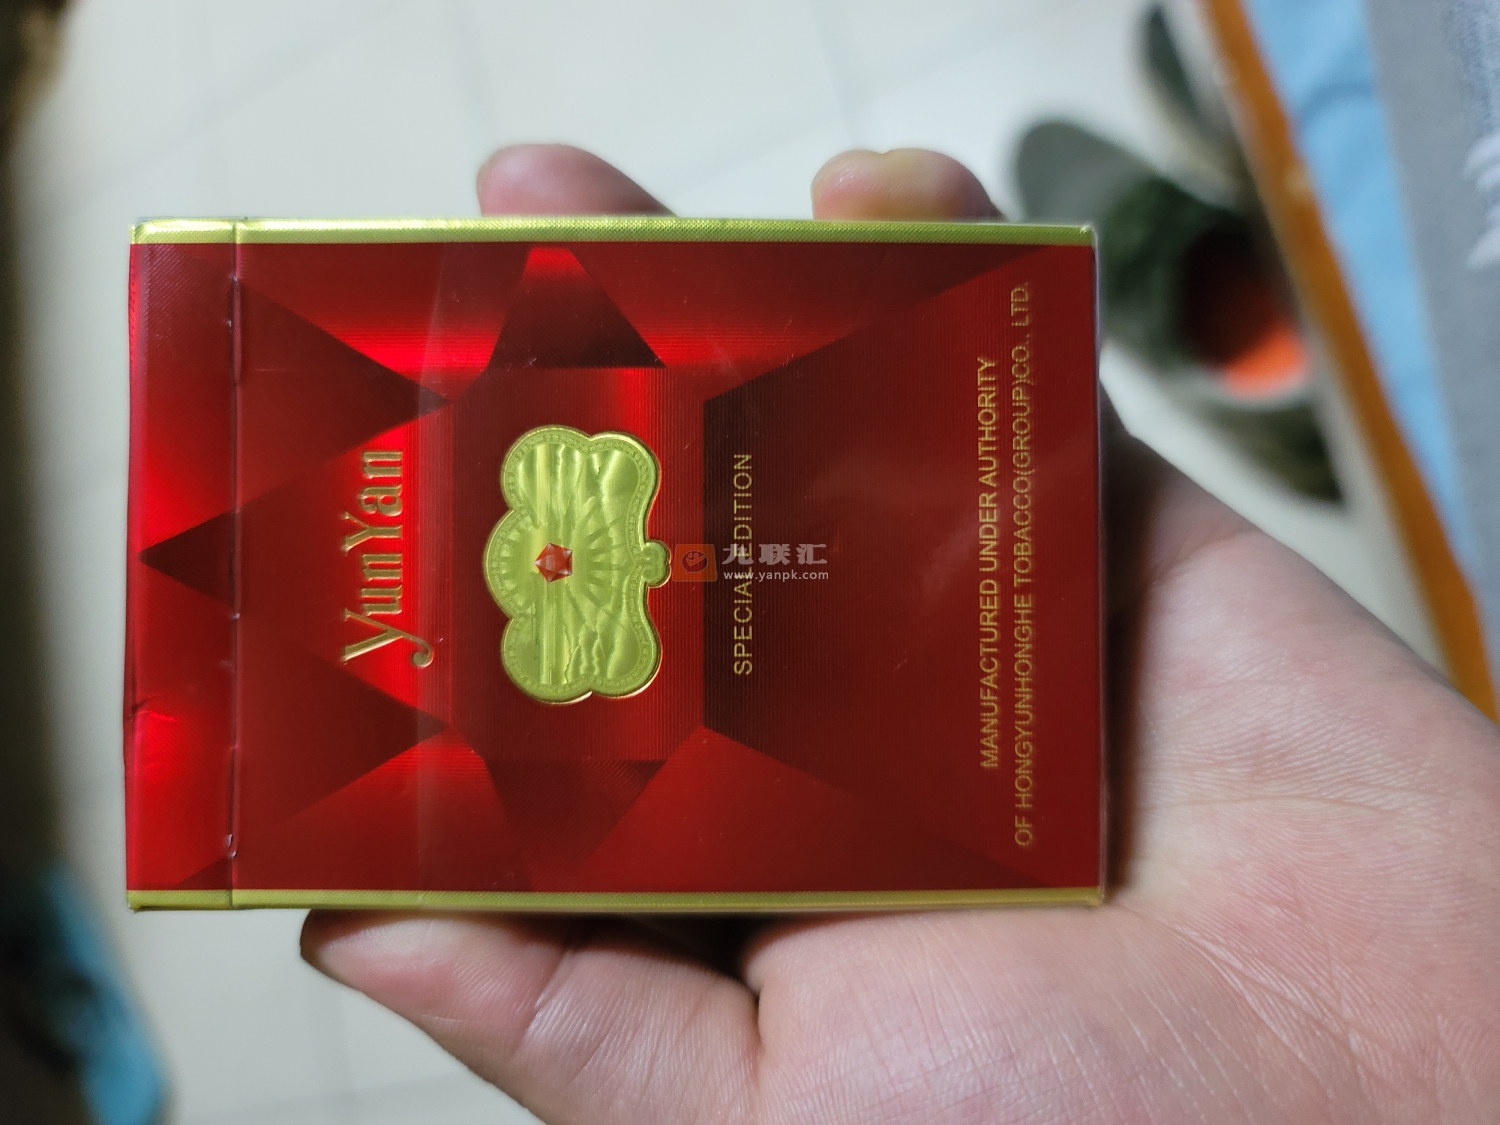 YunYan
SPECIAL EDITION
九联汇
www.yanpk.com
MANUFACTURED UNDER AUTHORITY
OF HONGYUNHONGHE TOBACCO(GROUP)CO., LTD.